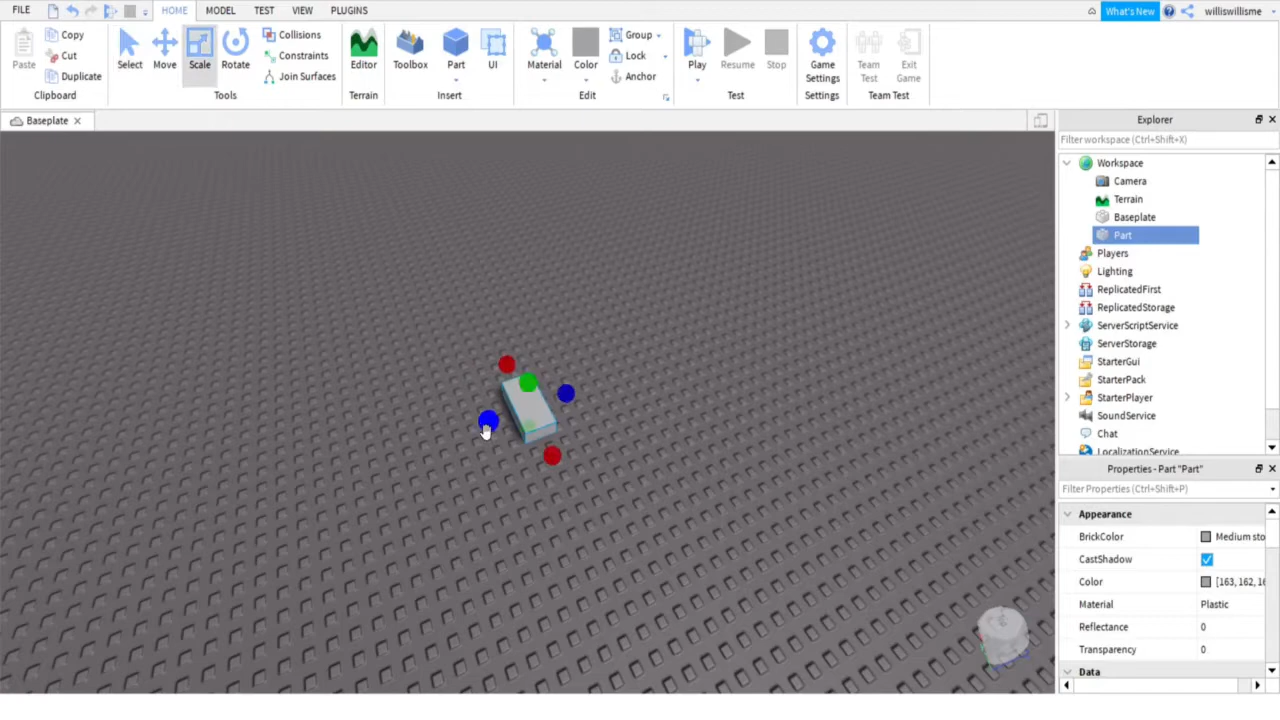 FILE HOME MODEL TEST VIEW PLUGINS What's New williswillisme
Copy Collisions Group
Cut Constraints Lock
Paste Select Move Scale Rotate Editor Toolbox Part UI Material Color Play Resume Stop Game Settings Team Test Exit Game
Duplicate Join Surfaces Anchor
Clipboard Tools Terrain Insert Edit Test Settings Team Test
Baseplate
Explorer
Filter workspace (Ctrl+Shift+X)
Workspace
Camera
Terrain
Baseplate
Part
Players
Lighting
ReplicatedFirst
ReplicatedStorage
ServerScriptService
ServerStorage
StarterGui
StarterPack
StarterPlayer
SoundService
Chat
LocalizationService
Properties - Part "Part"
Filter Properties (Ctrl+Shift+P)
Appearance
BrickColor Medium sto
CastShadow
Color [163, 162, 16
Material Plastic
Reflectance 0
Transparency 0
Data